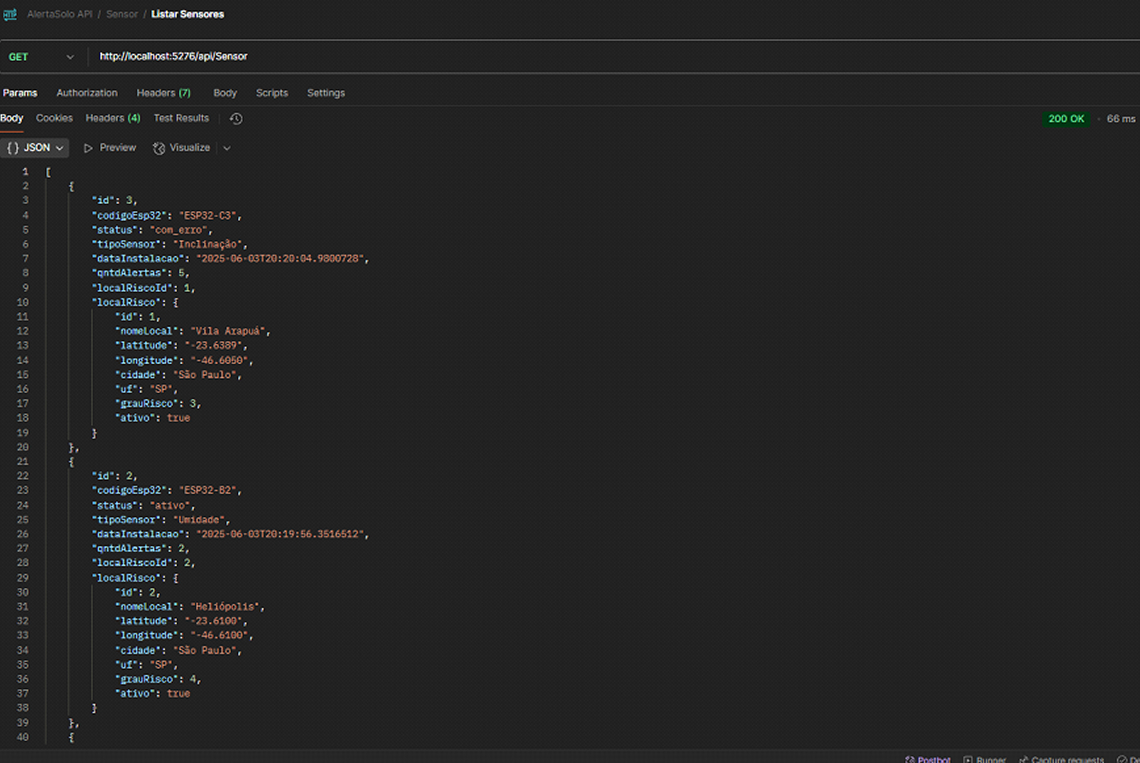 AlertaSolo API / Sensor / Listar Sensores
GET http://localhost:5276/api/Sensor
Params Authorization Headers (7) Body Scripts Settings
Body Cookies Headers (4) Test Results 200 OK • 66 ms
{} JSON Preview Visualize
1 [
2 {
3 "id": 3,
4 "codigoEsp32": "ESP32-C3",
5 "status": "com_erro",
6 "tipoSensor": "Inclinação",
7 "dataInstalacao": "2025-06-03T20:20:04.9800728",
8 "qntdAlertas": 5,
9 "localRiscoId": 1,
10 "localRisco": {
11 "id": 1,
12 "nomeLocal": "Vila Arapuá",
13 "latitude": "-23.6389",
14 "longitude": "-46.6050",
15 "cidade": "São Paulo",
16 "uf": "SP",
17 "grauRisco": 3,
18 "ativo": true
19 }
20 },
21 {
22 "id": 2,
23 "codigoEsp32": "ESP32-B2",
24 "status": "ativo",
25 "tipoSensor": "Umidade",
26 "dataInstalacao": "2025-06-03T20:19:56.3516512",
27 "qntdAlertas": 2,
28 "localRiscoId": 2,
29 "localRisco": {
30 "id": 2,
31 "nomeLocal": "Heliópolis",
32 "latitude": "-23.6100",
33 "longitude": "-46.6100",
34 "cidade": "São Paulo",
35 "uf": "SP",
36 "grauRisco": 4,
37 "ativo": true
38 }
39 },
40 {
Postbot Runner Capture requests